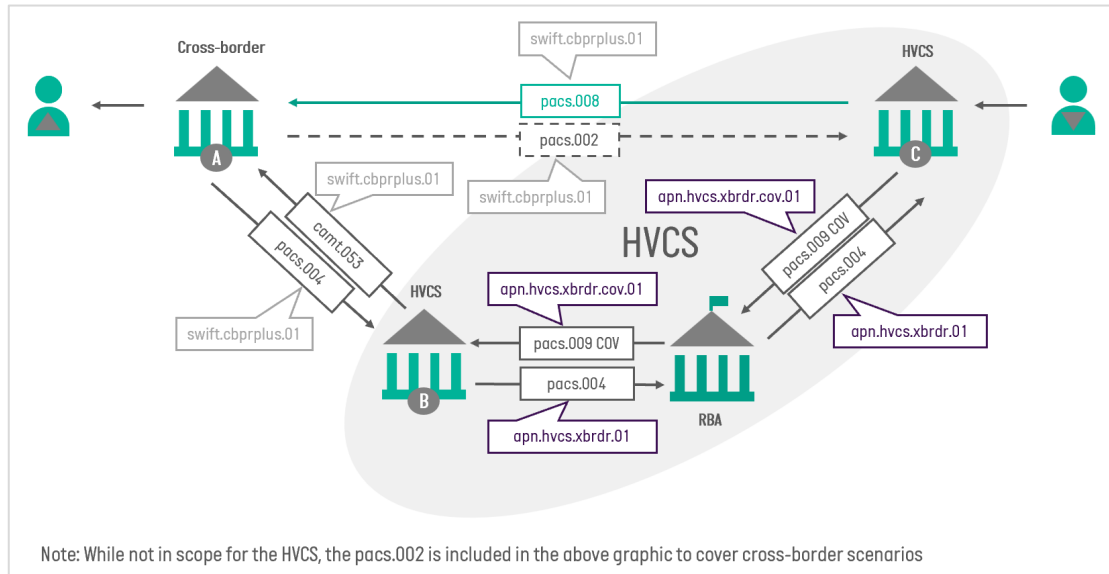 swift.cbprplus.01
Cross-border
HVCS
pacs.008
pacs.002
A
C
swift.cbprplus.01
swift.cbprplus.01
apn.hvcs.xbrdr.cov.01
camt.053
pacs.004
HVCS
pacs.009 COV
pacs.004
swift.cbprplus.01
HVCS
apn.hvcs.xbrdr.cov.01
apn.hvcs.xbrdr.01
pacs.009 COV
pacs.004
B
RBA
apn.hvcs.xbrdr.01
Note: While not in scope for the HVCS, the pacs.002 is included in the above graphic to cover cross-border scenarios